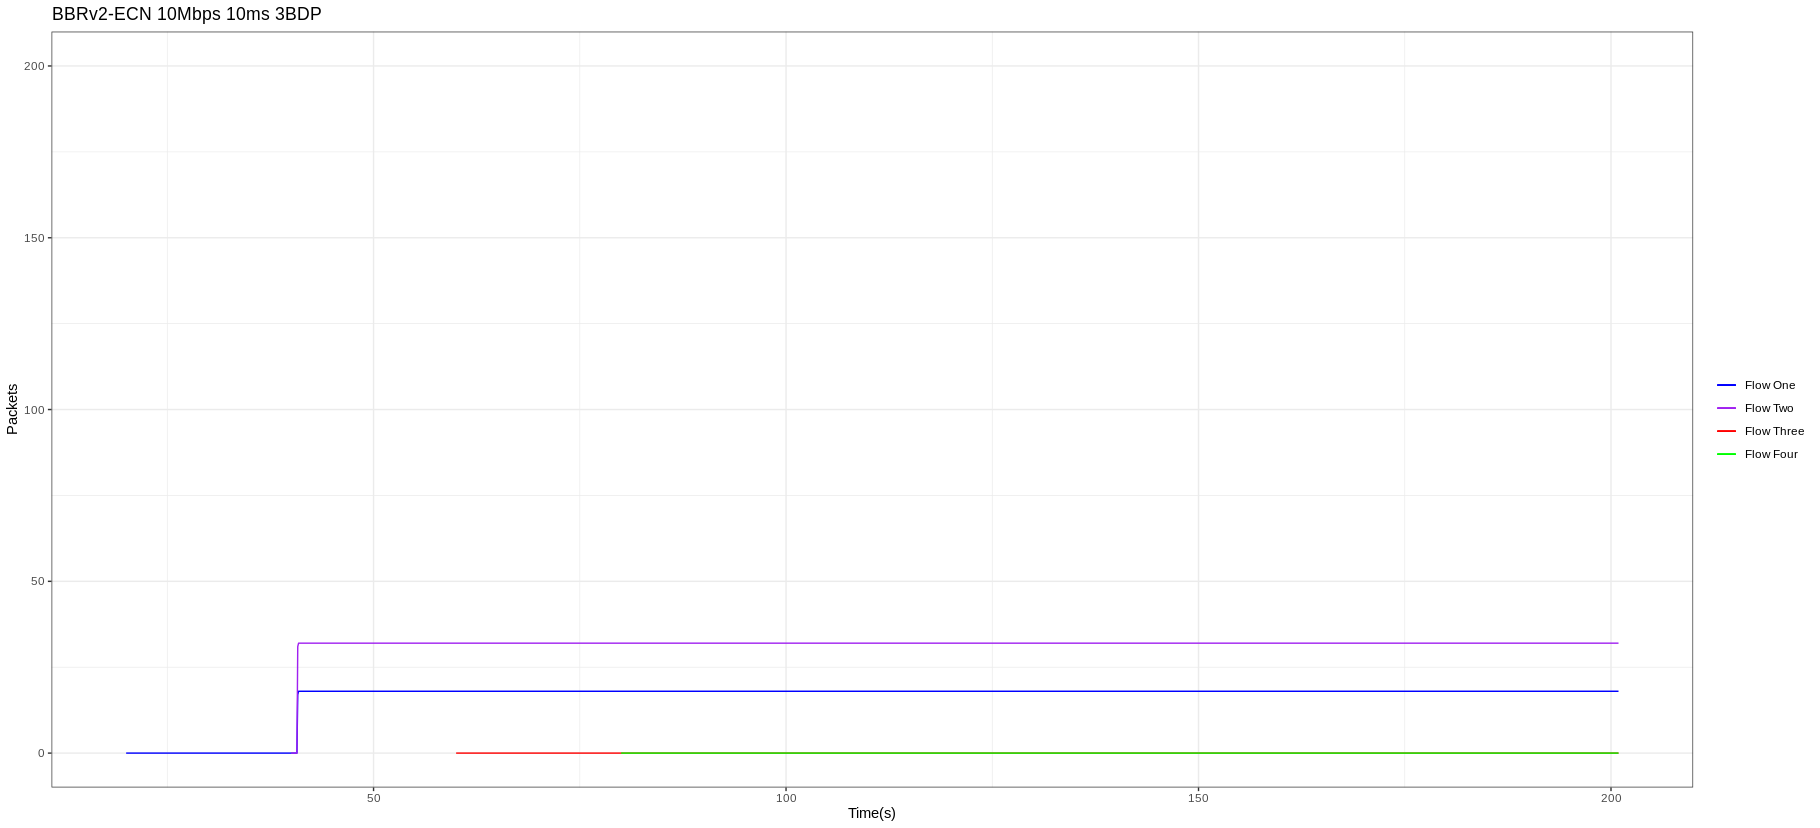 BBRv2-ECN 10Mbps 10ms 3BDP
200
150
100
50
0
Packets
50
100
150
200
Time(s)
Flow One
Flow Two
Flow Three
Flow Four